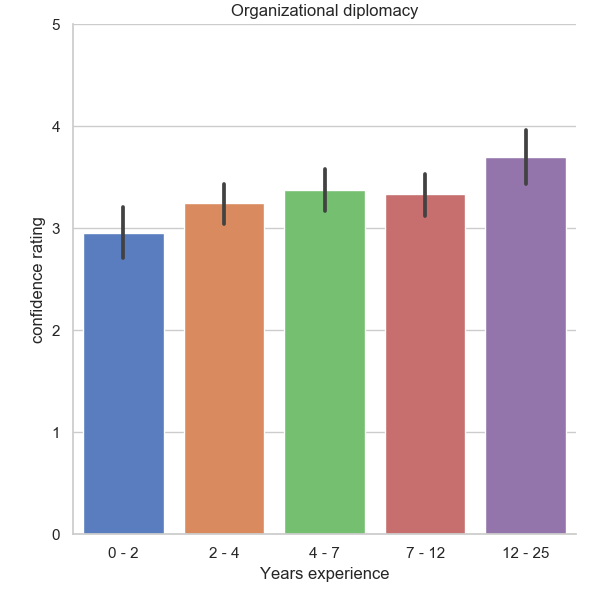 Organizational diplomacy
5
4
3
2
1
0
confidence rating
0 - 2
2 - 4
4 - 7
7 - 12
12 - 25
Years experience